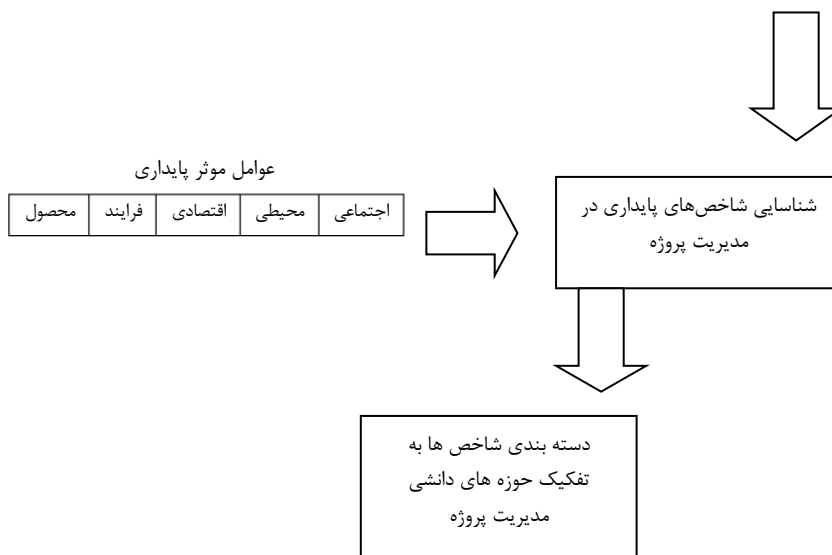 عوامل موثر پایداری
اجتماعی محیطی اقتصادی فرایند محصول
شناسایی شاخص‌های پایداری در
مدیریت پروژه
دسته بندی شاخص ها به
تفکیک حوزه های دانشی
مدیریت پروژه